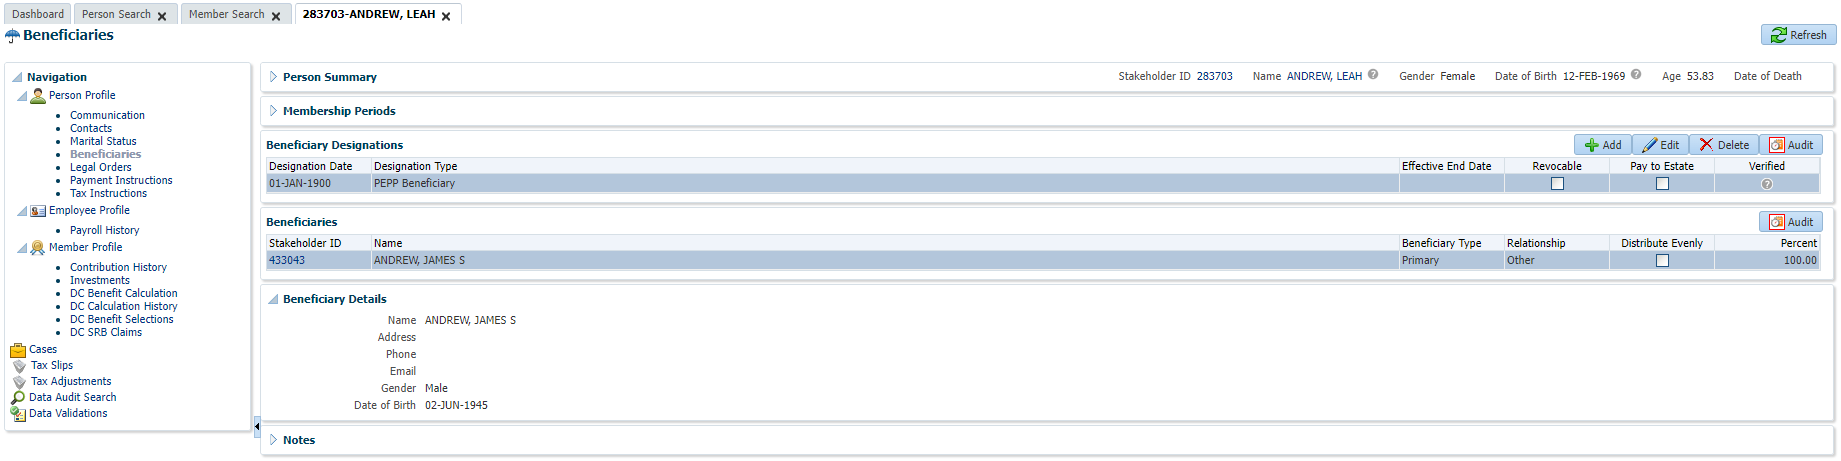 Dashboard Person Search Member Search 283703-ANDREW, LEAH
Beneficiaries Refresh
Navigation
Person Profile
Communication
Contacts
Marital Status
Beneficiaries
Legal Orders
Payment Instructions
Tax Instructions
Employee Profile
Payroll History
Member Profile
Contribution History
Investments
DC Benefit Calculation
DC Calculation History
DC Benefit Selections
DC SRB Claims
Cases
Tax Slips
Tax Adjustments
Data Audit Search
Data Validations
Person Summary Stakeholder ID 283703 Name ANDREW, LEAH Gender Female Date of Birth 12-FEB-1969 Age 53.83 Date of Death
Membership Periods
Beneficiary Designations Add Edit Delete Audit
Designation Date Designation Type Effective End Date Revocable Pay to Estate Verified
01-JAN-1900 PEPP Beneficiary
Beneficiaries Audit
Stakeholder ID Name Beneficiary Type Relationship Distribute Evenly Percent
433043 ANDREW, JAMES S Primary Other 100.00
Beneficiary Details
Name ANDREW, JAMES S
Address
Phone
Email
Gender Male
Date of Birth 02-JUN-1945
Notes